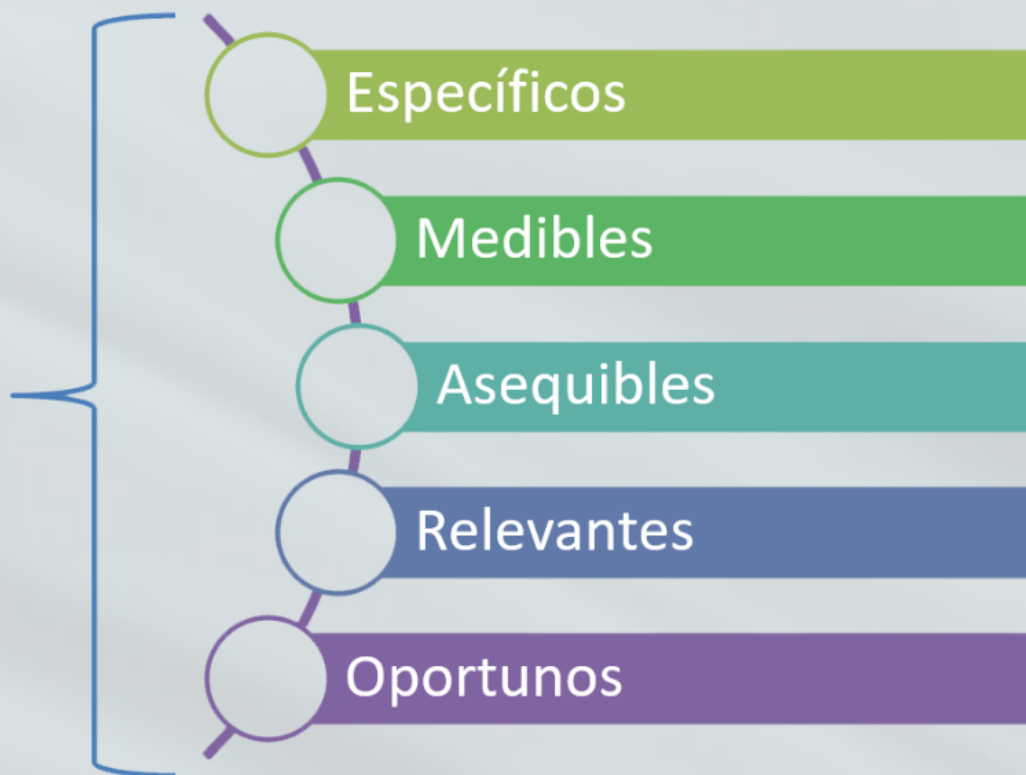 Específicos
Medibles
Asequibles
Relevantes
Oportunos